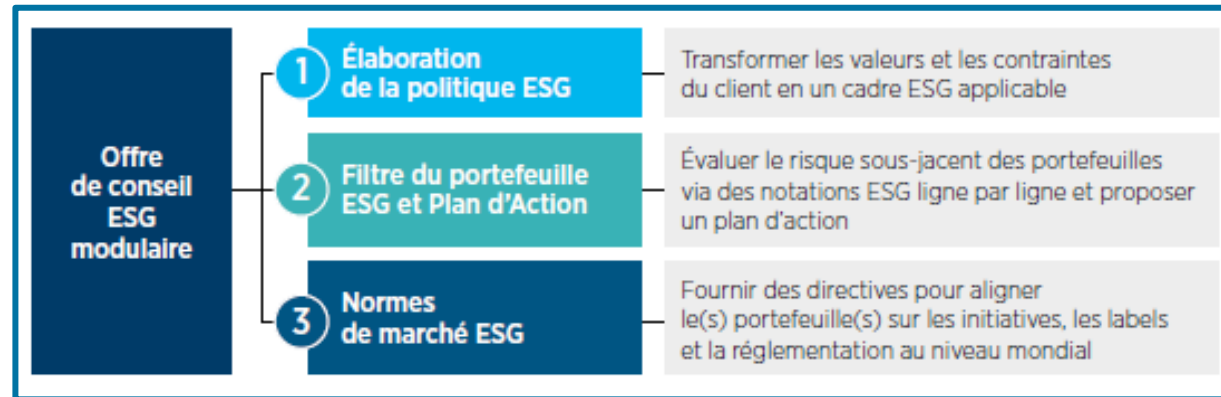 Offre
de conseil
ESG
modulaire
1
Élaboration
de la politique ESG
Transformer les valeurs et les contraintes
du client en un cadre ESG applicable
2
Filtre du portefeuille
ESG et Plan d'Action
Évaluer le risque sous-jacent des portefeuilles
via des notations ESG ligne par ligne et proposer
un plan d'action
3
Normes
de marché ESG
Fournir des directives pour aligner
le(s) portefeuille(s) sur les initiatives, les labels
et la réglementation au niveau mondial